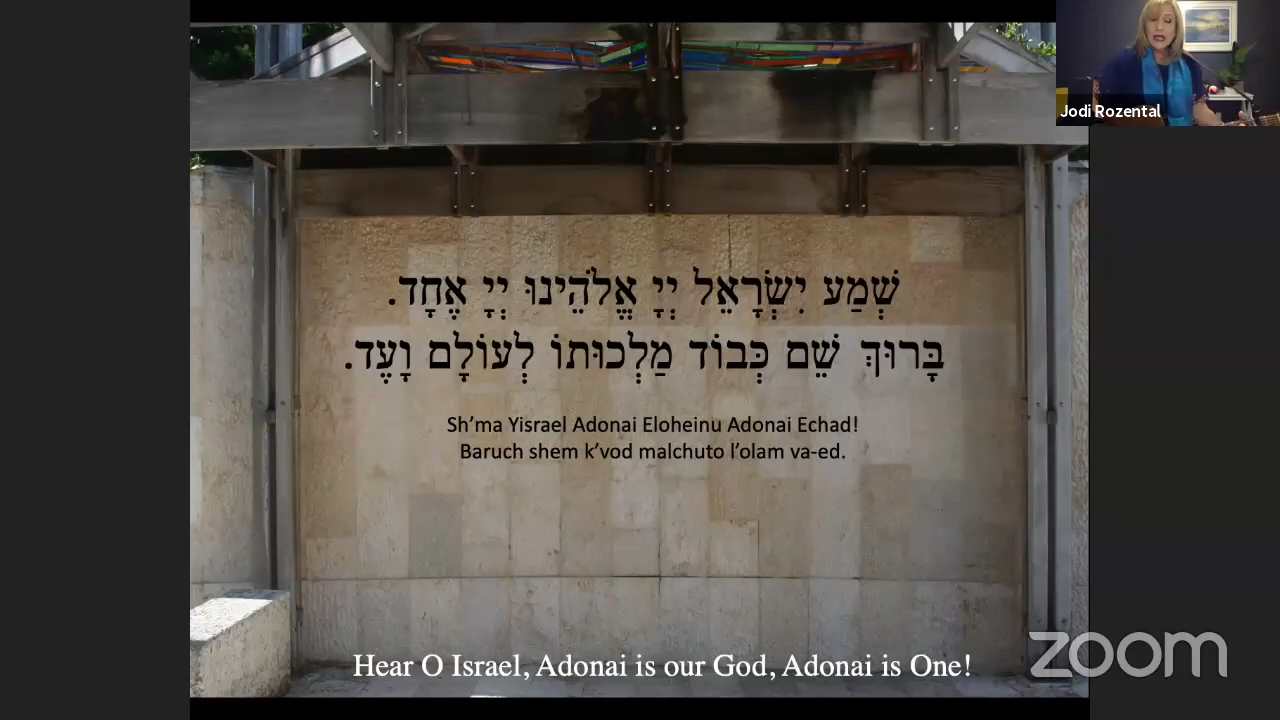 Jodi Rozental
שְׁמַע יִשְׂרָאֵל יְיָ אֱלֹהֵינוּ יְיָ אֶחָד.
בָּרוּךְ שֵׁם כְּבוֹד מַלְכוּתוֹ לְעוֹלָם וָעֶד.
Sh’ma Yisrael Adonai Eloheinu Adonai Echad!
Baruch shem k’vod malchuto l’olam va-ed.
Hear O Israel, Adonai is our God, Adonai is One!
zoom